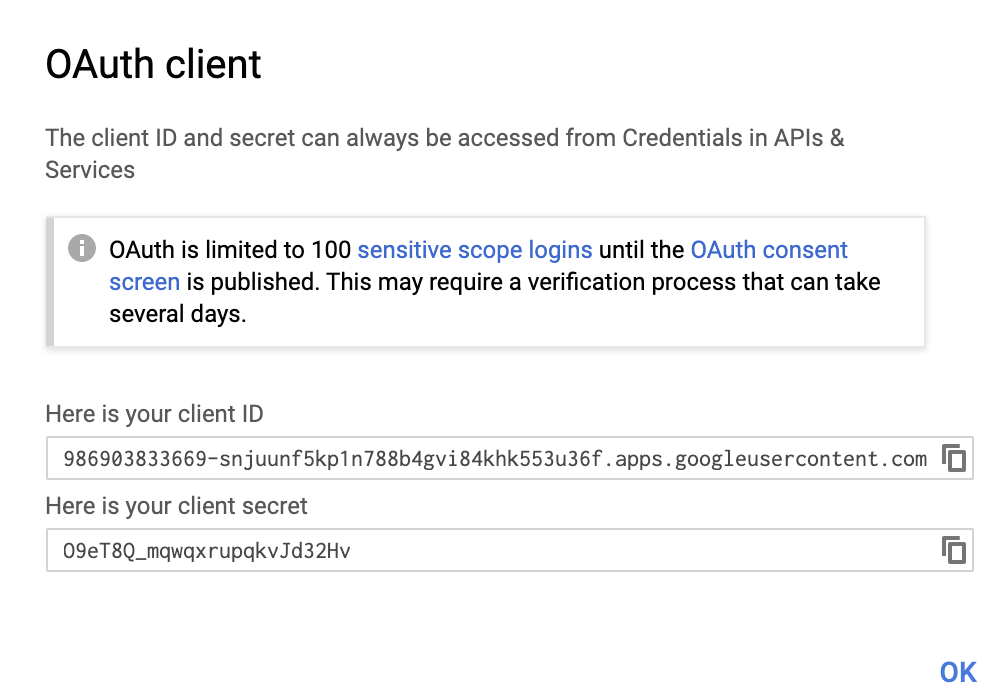 OAuth client
The client ID and secret can always be accessed from Credentials in APIs &
Services
OAuth is limited to 100 sensitive scope logins until the OAuth consent
screen is published. This may require a verification process that can take
several days.
Here is your client ID
986903833669-snjuunf5kp1n788b4gvi84khk553u36f.apps.googleusercontent.com
Here is your client secret
O9eT8Q_mqwqxrupqkvJd32Hv
OK